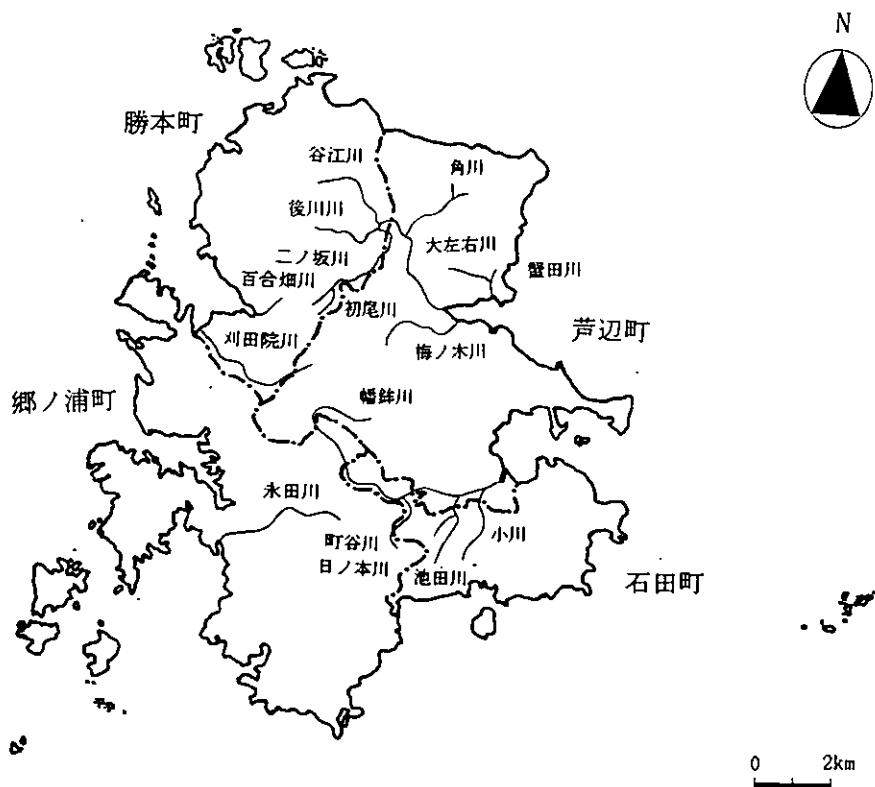 N
勝本町
谷江川
角川
後川川
大左右川
二ノ坂川
蟹田川
百合畑川
初尾川
刈田院川
梅ノ木川
芦辺町
郷ノ浦町
幡鉾川
永田川
町谷川
小川
日ノ本川
池田川
石田町
0 2km